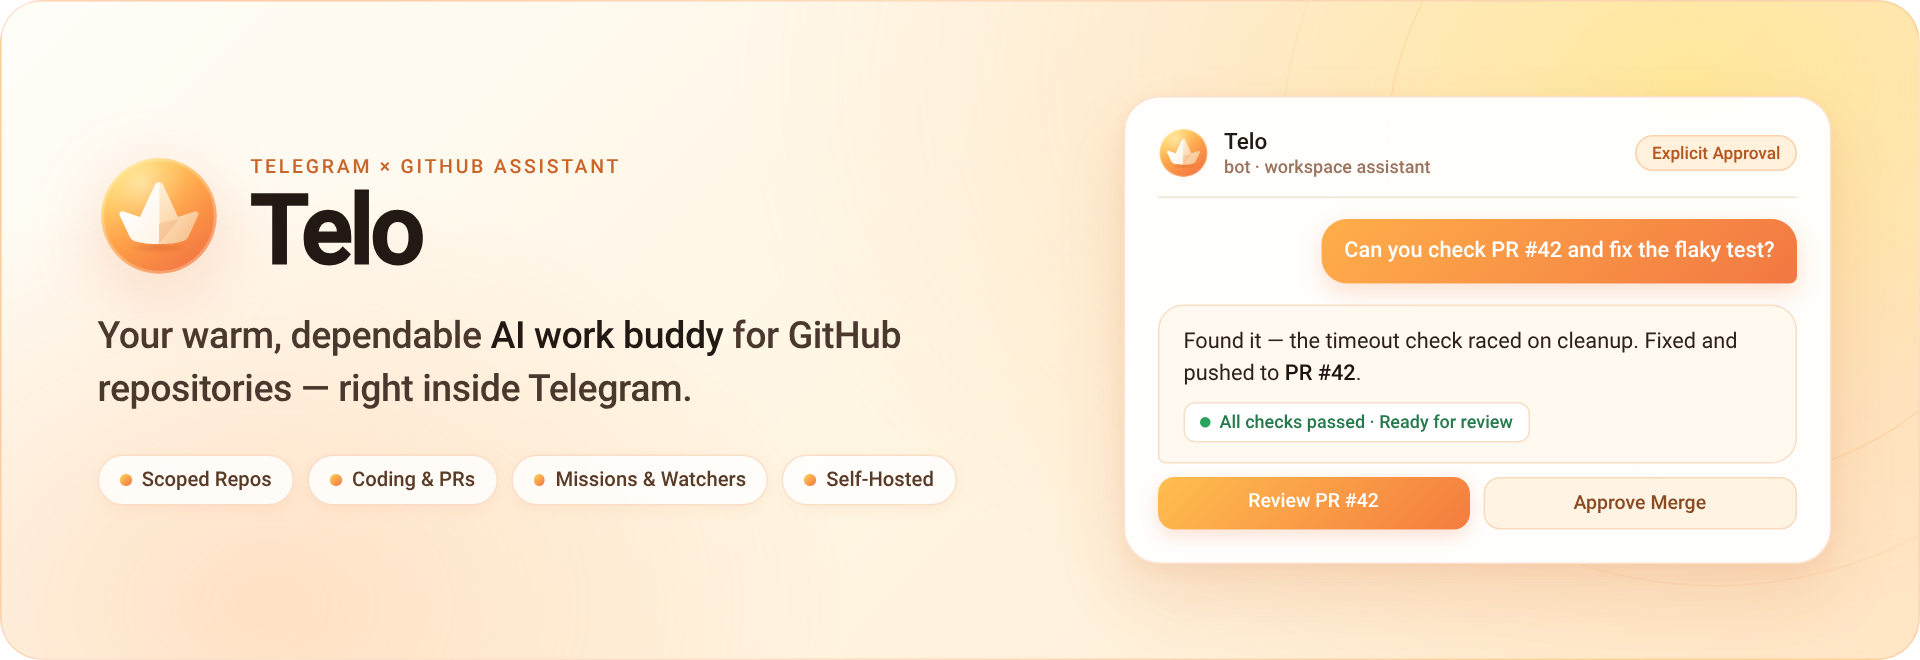 TELEGRAM × GITHUB ASSISTANT
Telo
Your warm, dependable AI work buddy for GitHub
repositories — right inside Telegram.
Scoped Repos
Coding & PRs
Missions & Watchers
Self-Hosted
Telo
bot · workspace assistant
Explicit Approval
Can you check PR #42 and fix the flaky test?
Found it — the timeout check raced on cleanup. Fixed and
pushed to PR #42.
All checks passed · Ready for review
Review PR #42
Approve Merge